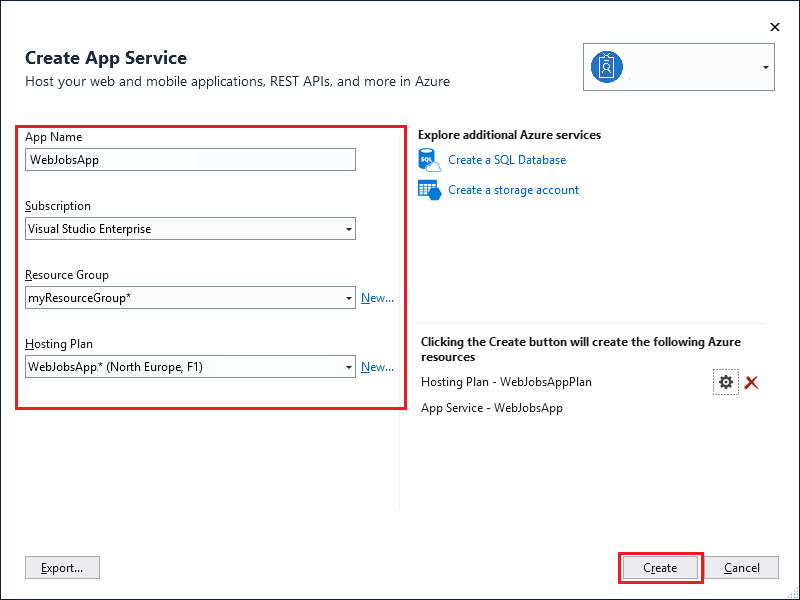 Create App Service
Host your web and mobile applications, REST APIs, and more in Azure
App Name
WebJobsApp
Subscription
Visual Studio Enterprise
Resource Group
myResourceGroup*
New...
Hosting Plan
WebJobsApp.* (North Europe, F1)
New...
Explore additional Azure services
SQL
Create a SQL Database
Create a storage account
Clicking the Create button will create the following Azure
resources
Hosting Plan - WebJobsAppPlan
App Service - WebJobsApp
Export...
Create
Cancel